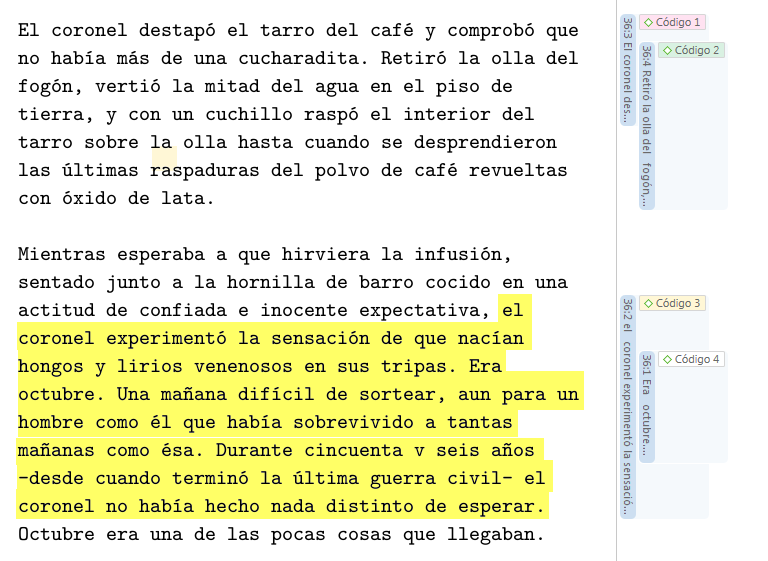 El coronel destapó el tarro del café y comprobó que
no había más de una cucharadita. Retiró la olla del
fogón, vertió la mitad del agua en el piso de
tierra, y con un cuchillo raspó el interior del
tarro sobre la olla hasta cuando se desprendieron
las últimas raspaduras del polvo de café revueltas
con óxido de lata.
Mientras esperaba a que hirviera la infusión,
sentado junto a la hornilla de barro cocido en una
actitud de confiada e inocente expectativa, el
coronel experimentó la sensación de que nacían
hongos y lirios venenosos en sus tripas. Era
octubre. Una mañana difícil de sortear, aun para un
hombre como él que había sobrevivido a tantas
mañanas como ésa. Durante cincuenta v seis años
-desde cuando terminó la última guerra civil- el
coronel no había hecho nada distinto de esperar.
Octubre era una de las pocas cosas que llegaban.
36:3 El coronel des...
Código 1
36:4 Retiró la olla del fogón,...
Código 2
36:2 el coronel experimentó la sensació...
Código 3
36:1 Era octubre....
Código 4